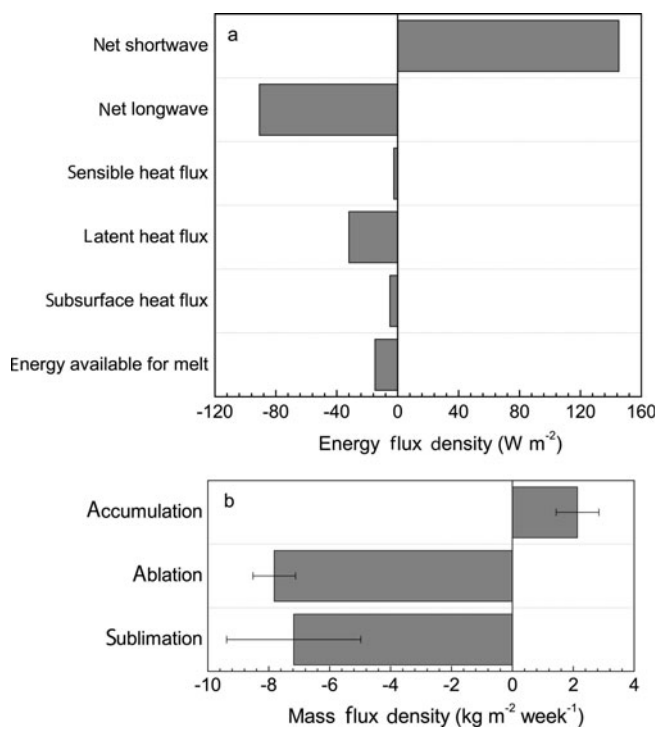 a
Net shortwave
Net longwave
Sensible heat flux
Latent heat flux
Subsurface heat flux
Energy available for melt
-120 -80 -40 0 40 80 120 160
Energy flux density (W m⁻²)
b
Accumulation
Ablation
Sublimation
-10 -8 -6 -4 -2 0 2 4
Mass flux density (kg m⁻² week⁻¹)